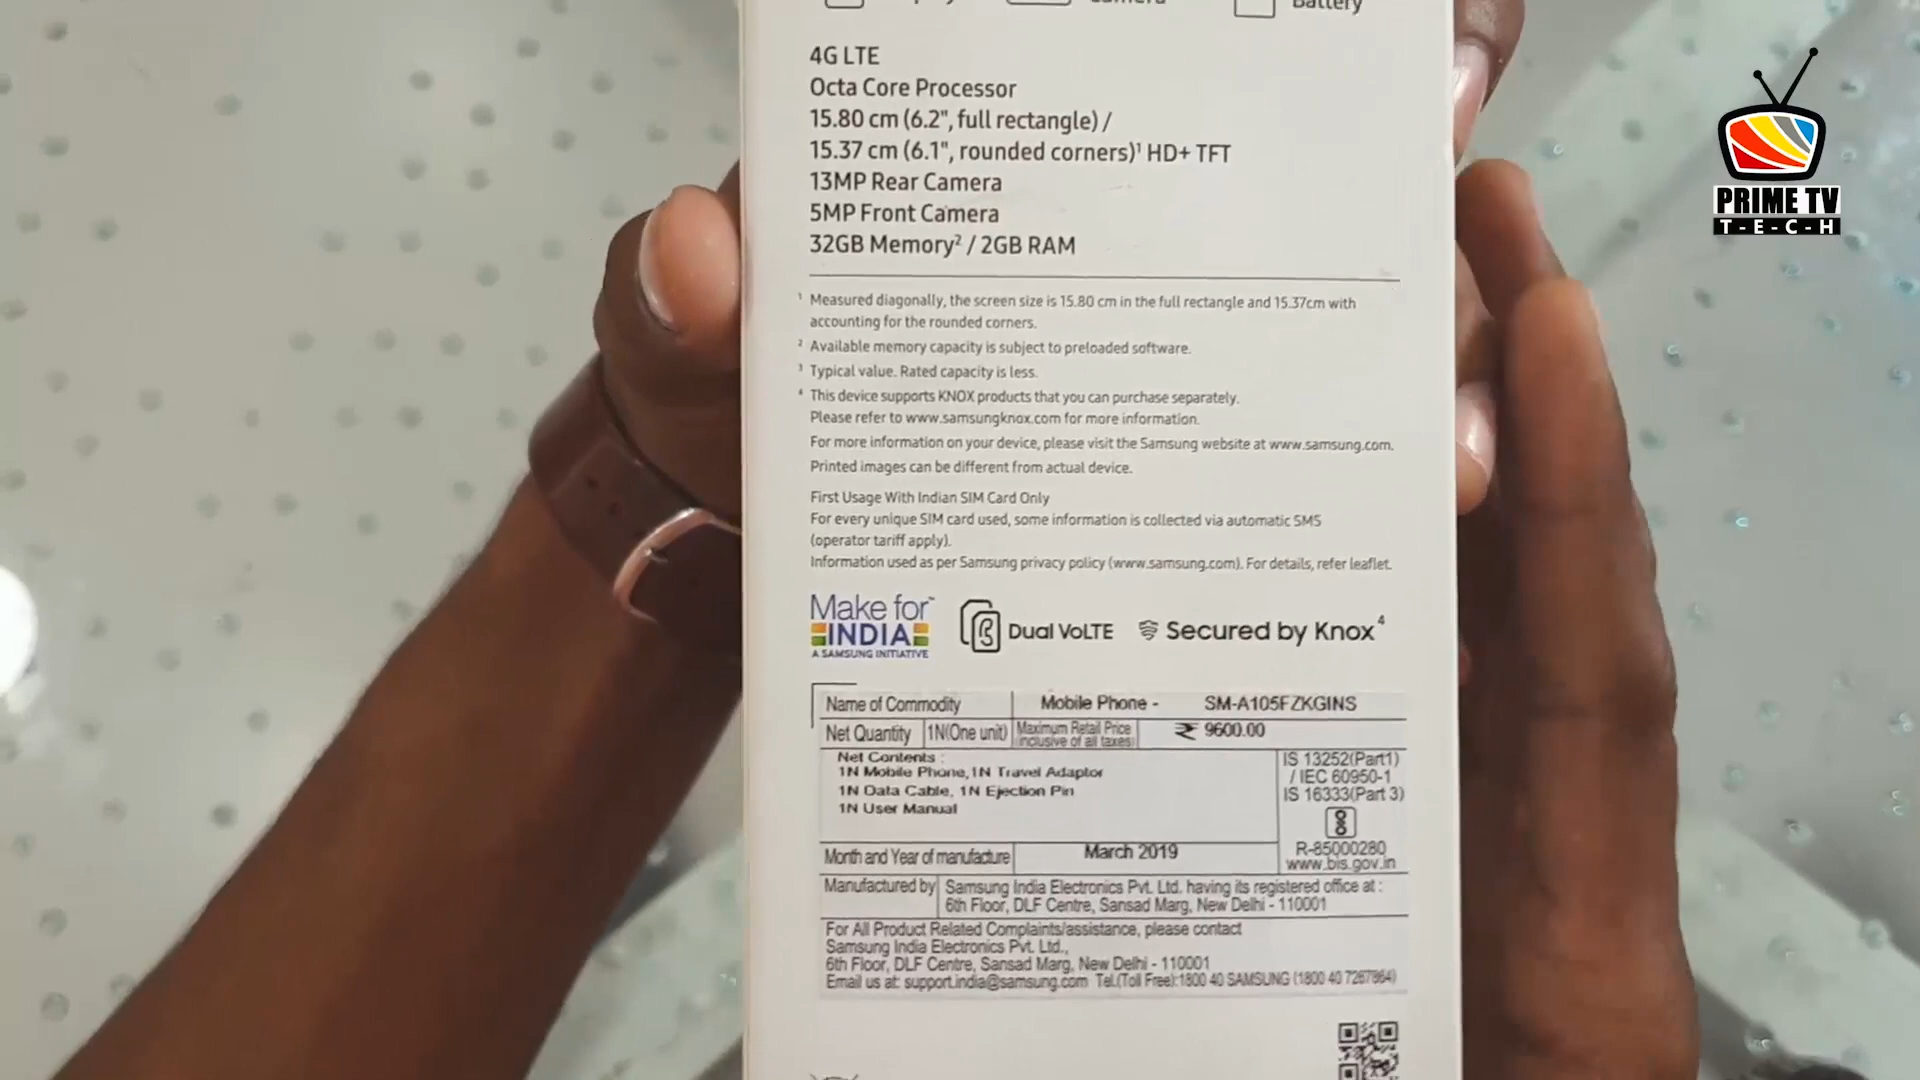 Battery
4G LTE
Octa Core Processor
15.80 cm (6.2", full rectangle) /
15.37 cm (6.1", rounded corners)¹ HD+ TFT
13MP Rear Camera
5MP Front Camera
32GB Memory² / 2GB RAM
¹ Measured diagonally, the screen size is 15.80 cm in the full rectangle and 15.37cm with
accounting for the rounded corners.
² Available memory capacity is subject to preloaded software.
³ Typical value. Rated capacity is less.
⁴ This device supports KNOX products that you can purchase separately.
Please refer to www.samsungknox.com for more information.
For more information on your device, please visit the Samsung website at www.samsung.com.
Printed images can be different from actual device.
First Usage With Indian SIM Card Only
For every unique SIM card used, some information is collected via automatic SMS
(operator tariff apply).
Information used as per Samsung privacy policy (www.samsung.com). For details, refer leaflet.
Make for™
INDIA
A SAMSUNG INITIATIVE
Dual VoLTE
Secured by Knox⁴
Name of Commodity Mobile Phone - SM-A105FZKGINS
Net Quantity 1N(One unit) Maximum Retail Price
inclusive of all taxes) ₹ 9600.00
Net Contents :
1N Mobile Phone, 1N Travel Adaptor
1N Data Cable, 1N Ejection Pin
1N User Manual
IS 13252(Part1)
/ IEC 60950-1
IS 16333(Part 3)
R-85000280
www.bis.gov.in
Month and Year of manufacture March 2019
Manufactured by Samsung India Electronics Pvt. Ltd. having its registered office at :
6th Floor, DLF Centre, Sansad Marg, New Delhi - 110001
For All Product Related Complaints/assistance, please contact
Samsung India Electronics Pvt. Ltd.,
6th Floor, DLF Centre, Sansad Marg, New Delhi - 110001
Email us at: support.india@samsung.com Tel.(Toll Free):1800 40 SAMSUNG (1800 40 7267864)
PRIME TV
T-E-C-H